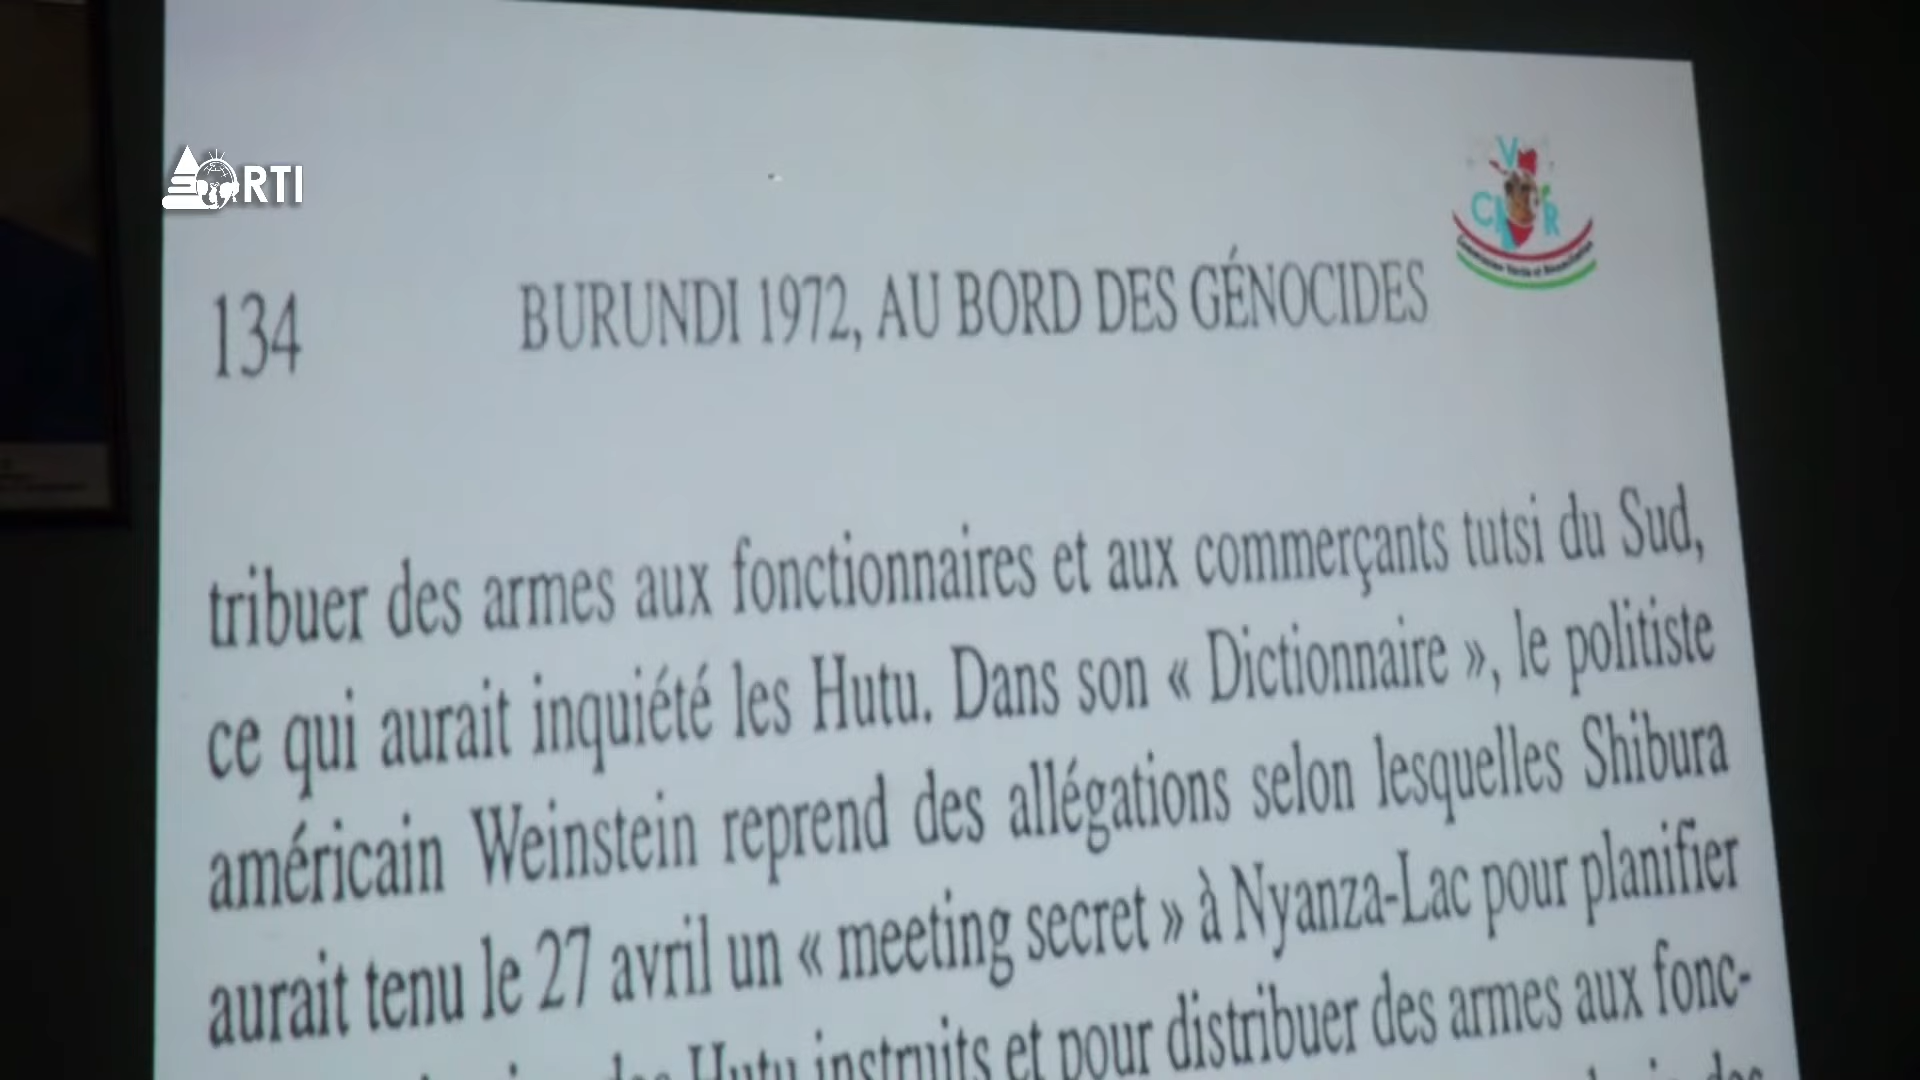 RTI
V
C R
134 BURUNDI 1972, AU BORD DES GÉNOCIDES
tribuer des armes aux fonctionnaires et aux commerçants tutsi du Sud,
ce qui aurait inquiété les Hutu. Dans son « Dictionnaire », le politiste
américain Weinstein reprend des allégations selon lesquelles Shibura
aurait tenu le 27 avril un « meeting secret » à Nyanza-Lac pour planifier
Hutu instruits et pour distribuer des armes aux fonc-